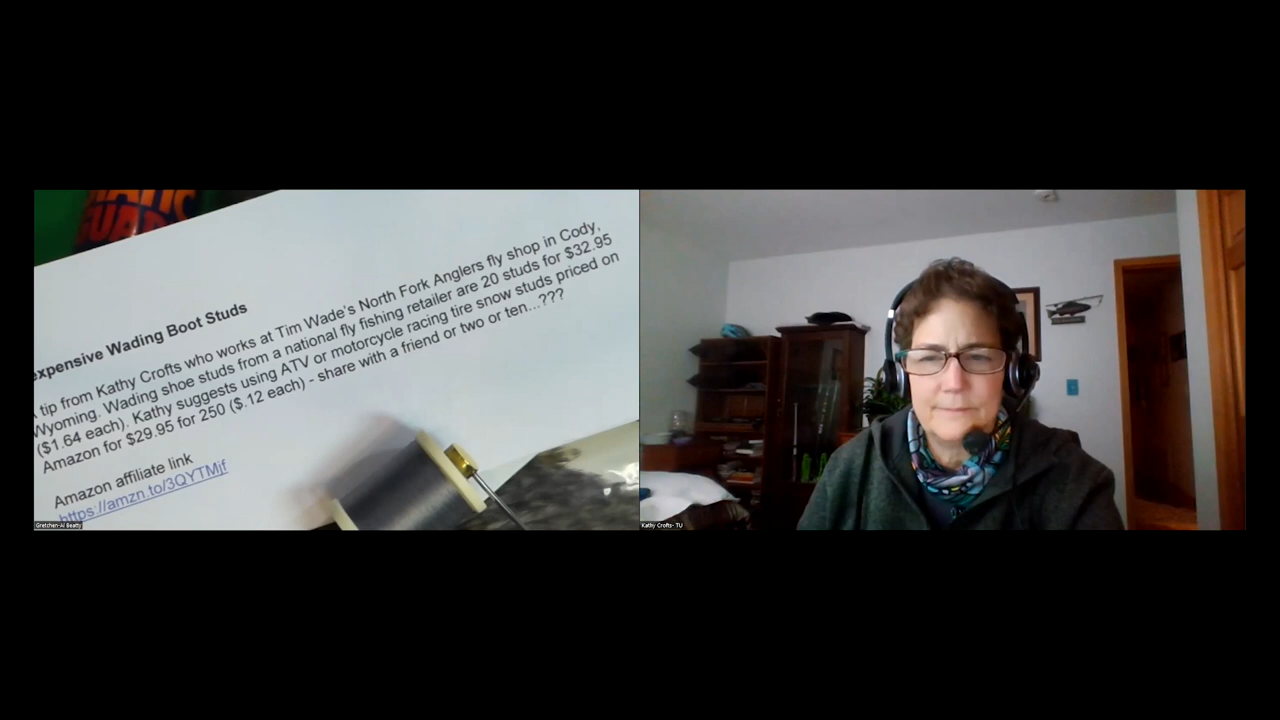 expensive Wading Boot Studs
tip from Kathy Crofts who works at Tim Wade's North Fork Anglers fly shop in Cody,
Wyoming. Wading shoe studs from a national fly fishing retailer are 20 studs for $32.95
($1.64 each). Kathy suggests using ATV or motorcycle racing tire snow studs priced on
Amazon for $29.95 for 250 ($.12 each) - share with a friend or two or ten...???
Amazon affiliate link
https://amzn.to/3QYTMjf
Gretchen-Al Beatty
Kathy Crofts- TU